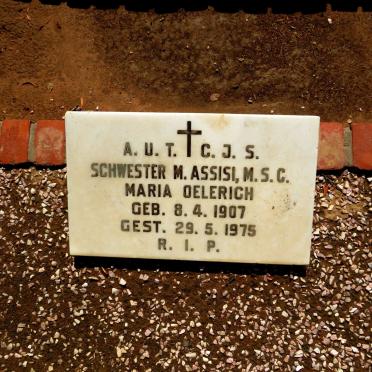 A. U. T. C. J. S.
SCHWESTER M. ASSISI, M. S. C.
MARIA OELERICH
GEB. 8. 4. 1907
GEST. 29. 5. 1975
R. I. P.